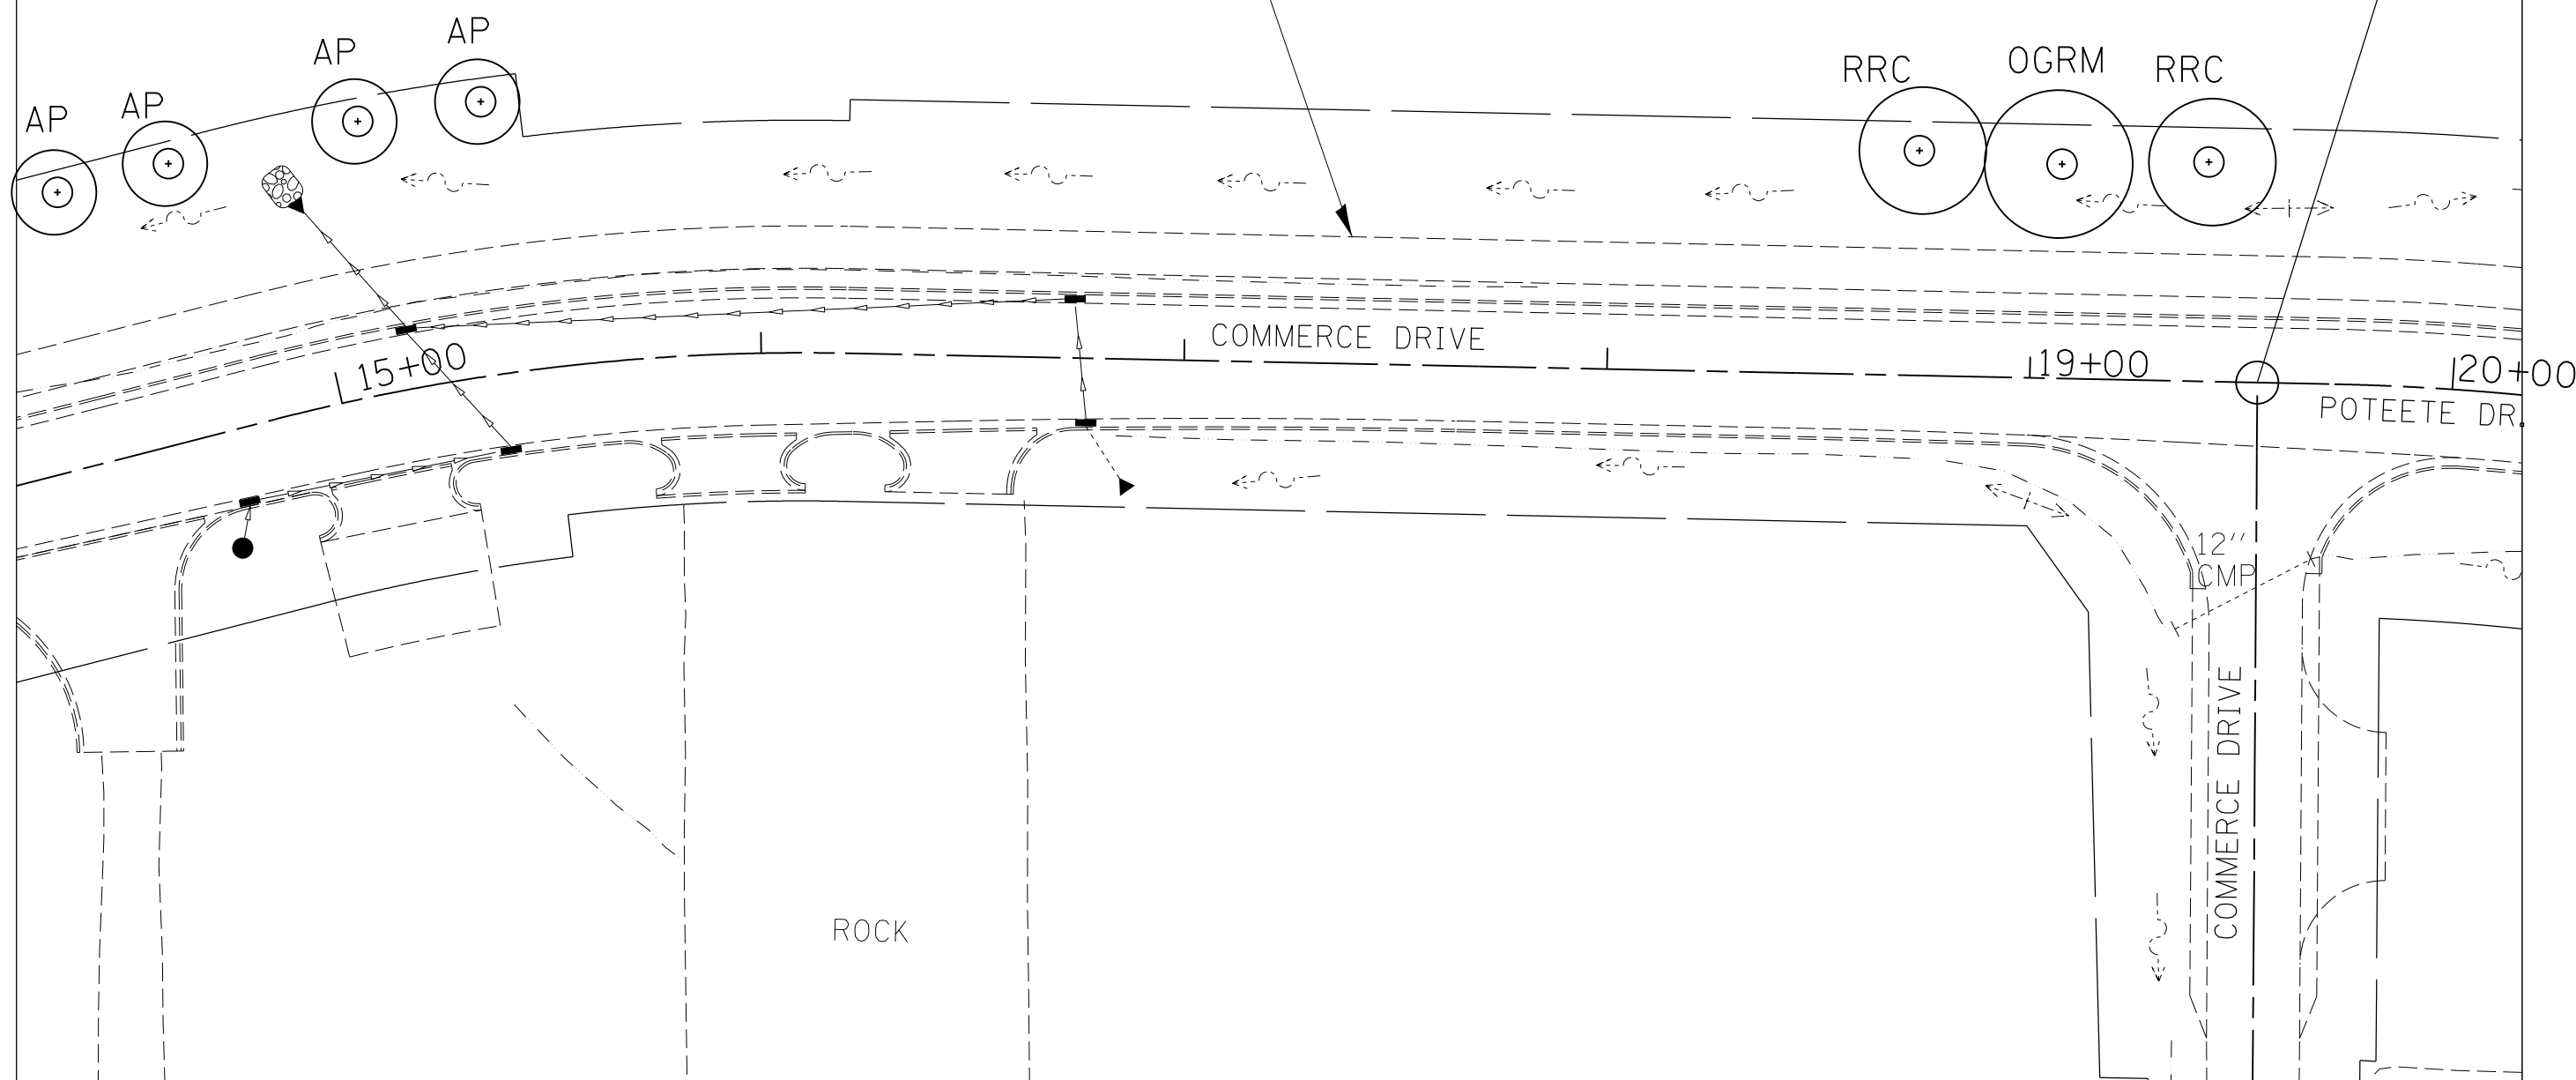 AP
AP
AP
AP
RRC
OGRM
RRC
COMMERCE DRIVE
15+00
19+00
20+00
POTEETE DR.
12"
CMP
COMMERCE DRIVE
ROCK